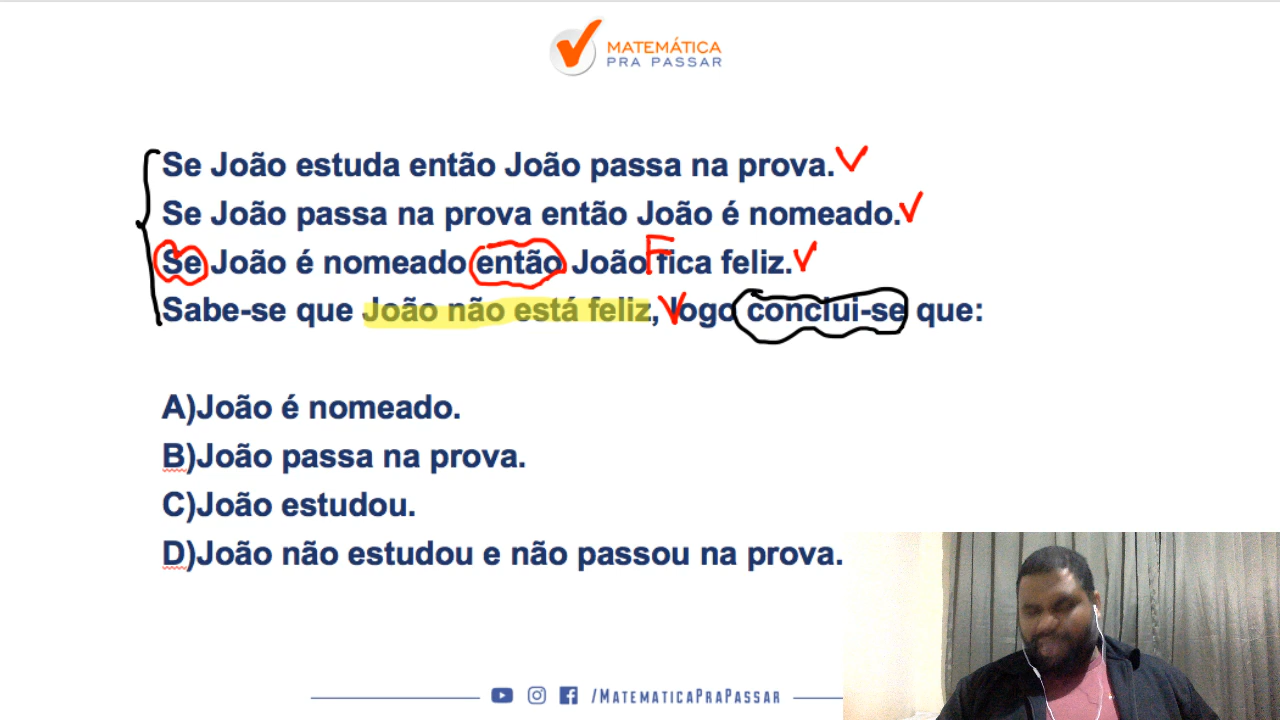 MATEMÁTICA
PRA PASSAR
Se João estuda então João passa na prova. V
Se João passa na prova então João é nomeado. V
F
Se João é nomeado então João fica feliz. V
Sabe-se que João não está feliz, V logo conclui-se que:
A)João é nomeado.
B)João passa na prova.
C)João estudou.
D)João não estudou e não passou na prova.
/MATEMATICAPRAPASSAR